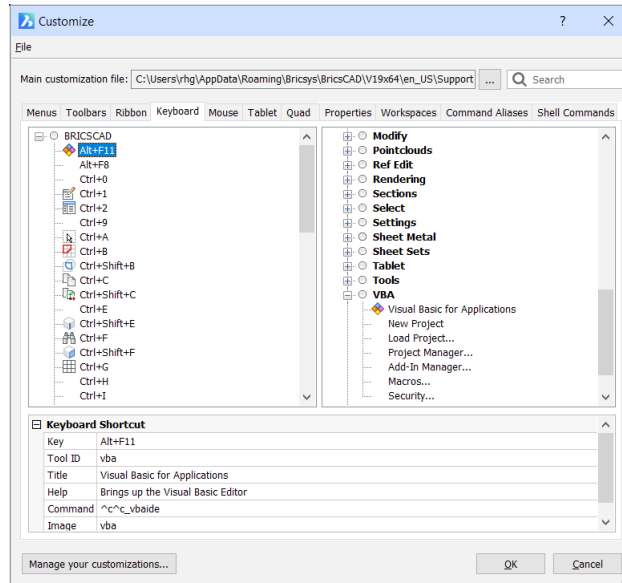 Customize
File
Main customization file: C:\Users\rhg\AppData\Roaming\Bricsys\BricsCAD\V19x64\en_US\Support ... Search
Menus Toolbars Ribbon Keyboard Mouse Tablet Quad Properties Workspaces Command Aliases Shell Commands
BRICSCAD
Alt+F11
Alt+F8
Ctrl+0
Ctrl+1
Ctrl+2
Ctrl+9
Ctrl+A
Ctrl+B
Ctrl+Shift+B
Ctrl+C
Ctrl+Shift+C
Ctrl+E
Ctrl+Shift+E
Ctrl+F
Ctrl+Shift+F
Ctrl+G
Ctrl+H
Ctrl+I
Modify
Pointclouds
Ref Edit
Rendering
Sections
Select
Settings
Sheet Metal
Sheet Sets
Tablet
Tools
VBA
Visual Basic for Applications
New Project
Load Project...
Project Manager...
Add-In Manager...
Macros...
Security...
Keyboard Shortcut
Key Alt+F11
Tool ID vba
Title Visual Basic for Applications
Help Brings up the Visual Basic Editor
Command ^c^c_vbaide
Image vba
Manage your customizations... OK Cancel